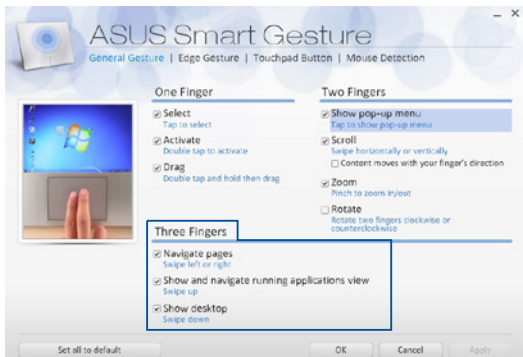 ASUS Smart Gesture
General Gesture | Edge Gesture | Touchpad Button | Mouse Detection
One Finger
Select
Tap to select
Activate
Double tap to activate
Drag
Double tap and hold then drag
Two Fingers
Show pop-up menu
Tap to show pop-up menu
Scroll
Swipe horizontally or vertically
Content moves with your finger's direction
Zoom
Pinch to zoom in/out
Rotate
Rotate two fingers clockwise or
counterclockwise
Three Fingers
Navigate pages
Swipe left or right
Show and navigate running applications view
Swipe up
Show desktop
Swipe down
Set all to default
OK
Cancel
Apply